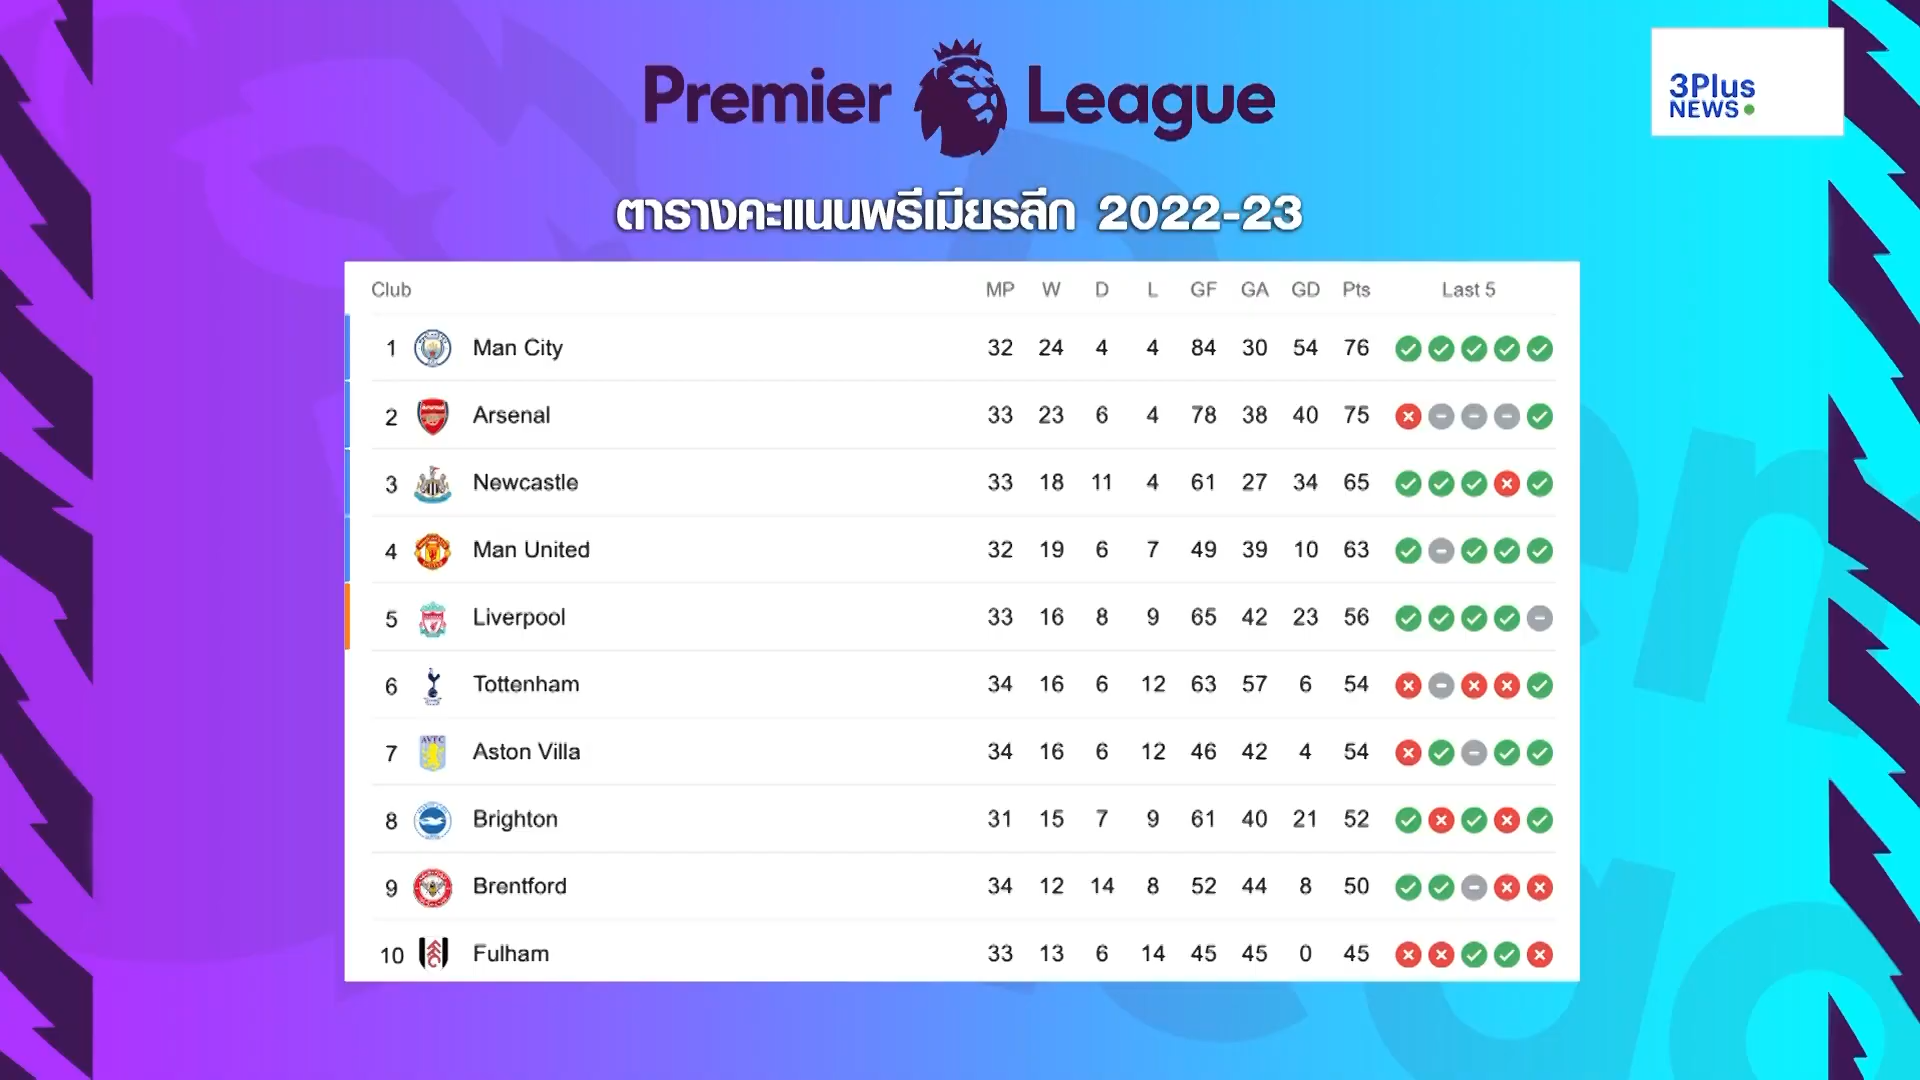 Premier League
3Plus
NEWS
ตารางคะแนนพรีเมียรลีก 2022-23
Club MP W D L GF GA GD Pts Last 5
1 Man City 32 24 4 4 84 30 54 76
2 Arsenal 33 23 6 4 78 38 40 75
3 Newcastle 33 18 11 4 61 27 34 65
4 Man United 32 19 6 7 49 39 10 63
5 Liverpool 33 16 8 9 65 42 23 56
6 Tottenham 34 16 6 12 63 57 6 54
7 AVFC Aston Villa 34 16 6 12 46 42 4 54
8 Brighton 31 15 7 9 61 40 21 52
9 Brentford 34 12 14 8 52 44 8 50
10 Fulham 33 13 6 14 45 45 0 45